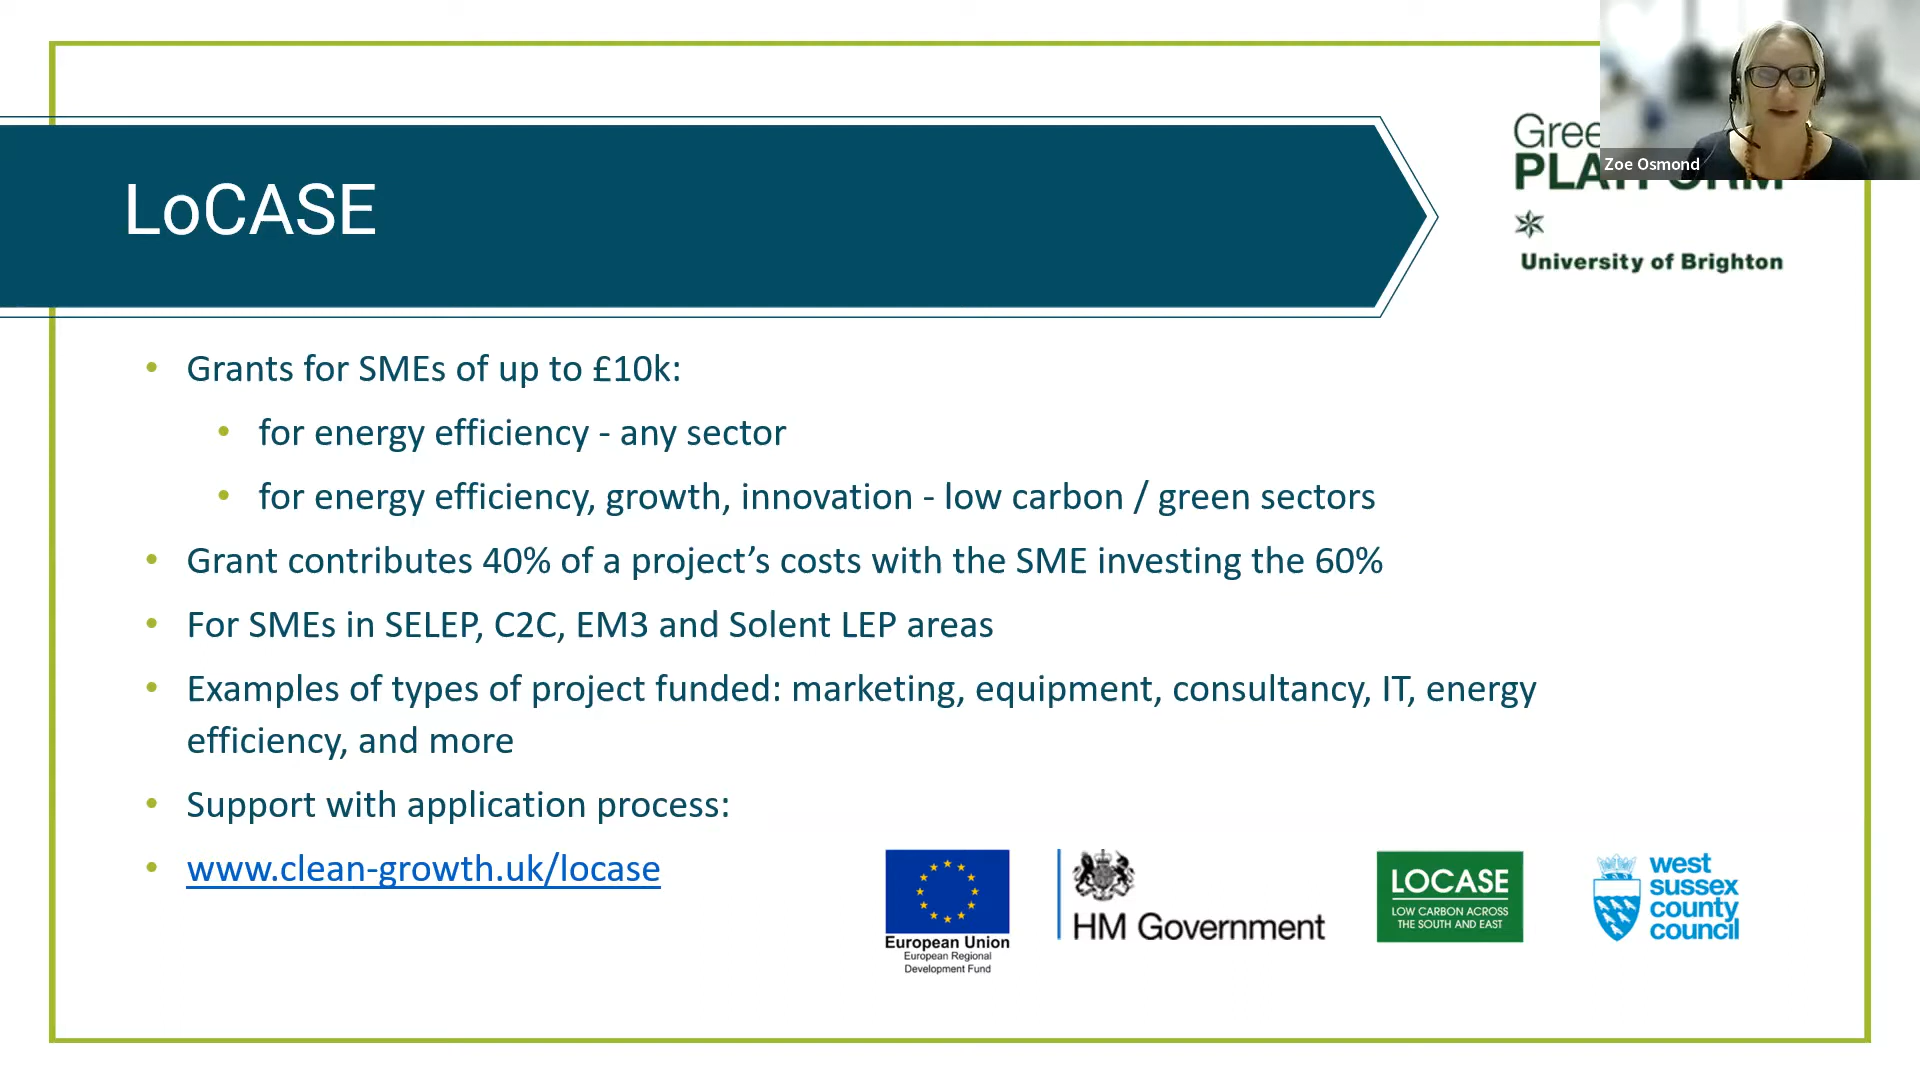 LoCASE
Gree
PLATFORM
University of Brighton
Zoe Osmond
• Grants for SMEs of up to £10k:
• for energy efficiency - any sector
• for energy efficiency, growth, innovation - low carbon / green sectors
• Grant contributes 40% of a project’s costs with the SME investing the 60%
• For SMEs in SELEP, C2C, EM3 and Solent LEP areas
• Examples of types of project funded: marketing, equipment, consultancy, IT, energy
efficiency, and more
• Support with application process:
• www.clean-growth.uk/locase
European Union
European Regional
Development Fund
HM Government
LOCASE
LOW CARBON ACROSS
THE SOUTH AND EAST
west
sussex
county
council